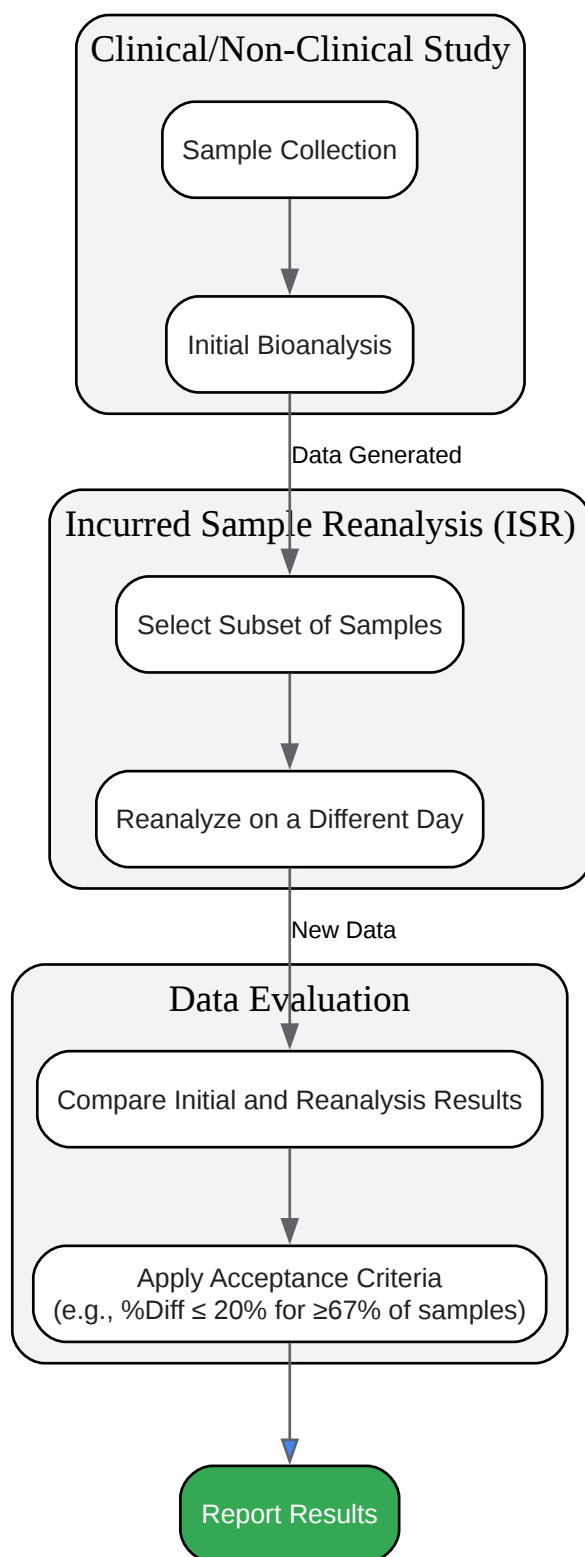 Clinical/Non-Clinical Study
Sample Collection
Initial Bioanalysis
Data Generated
Incurred Sample Reanalysis (ISR)
Select Subset of Samples
Reanalyze on a Different Day
New Data
Data Evaluation
Compare Initial and Reanalysis Results
Apply Acceptance Criteria
(e.g., %Diff ≤ 20% for ≥67% of samples)
Report Results